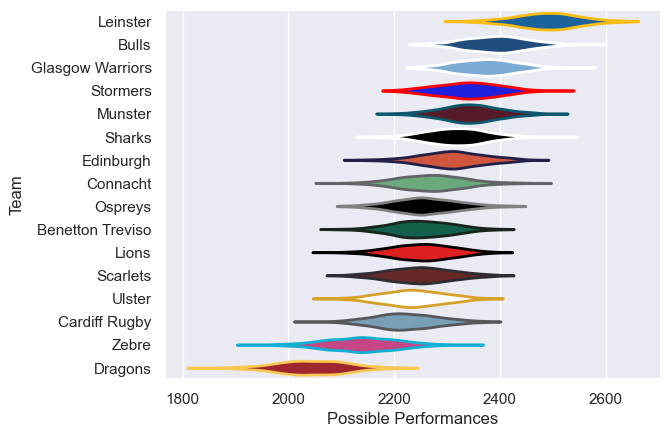 Team
Leinster
Bulls
Glasgow Warriors
Stormers
Munster
Sharks
Edinburgh
Connacht
Ospreys
Benetton Treviso
Lions
Scarlets
Ulster
Cardiff Rugby
Zebre
Dragons
1800 2000 2200 2400 2600
Possible Performances